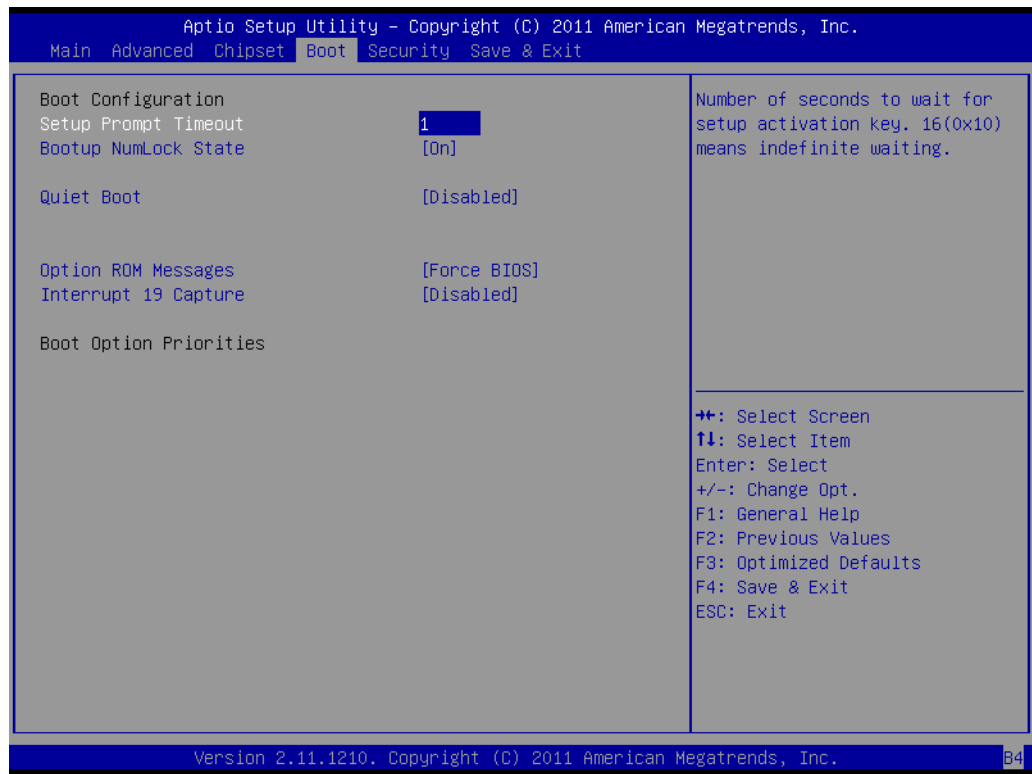 Aptio Setup Utility – Copyright (C) 2011 American Megatrends, Inc.
Main Advanced Chipset Boot Security Save & Exit
Boot Configuration
Setup Prompt Timeout 1
Bootup NumLock State [On]
Quiet Boot [Disabled]
Option ROM Messages [Force BIOS]
Interrupt 19 Capture [Disabled]
Boot Option Priorities
Number of seconds to wait for
setup activation key. 16(0x10)
means indefinite waiting.
→←: Select Screen
↑↓: Select Item
Enter: Select
+/-: Change Opt.
F1: General Help
F2: Previous Values
F3: Optimized Defaults
F4: Save & Exit
ESC: Exit
Version 2.11.1210. Copyright (C) 2011 American Megatrends, Inc.
B4